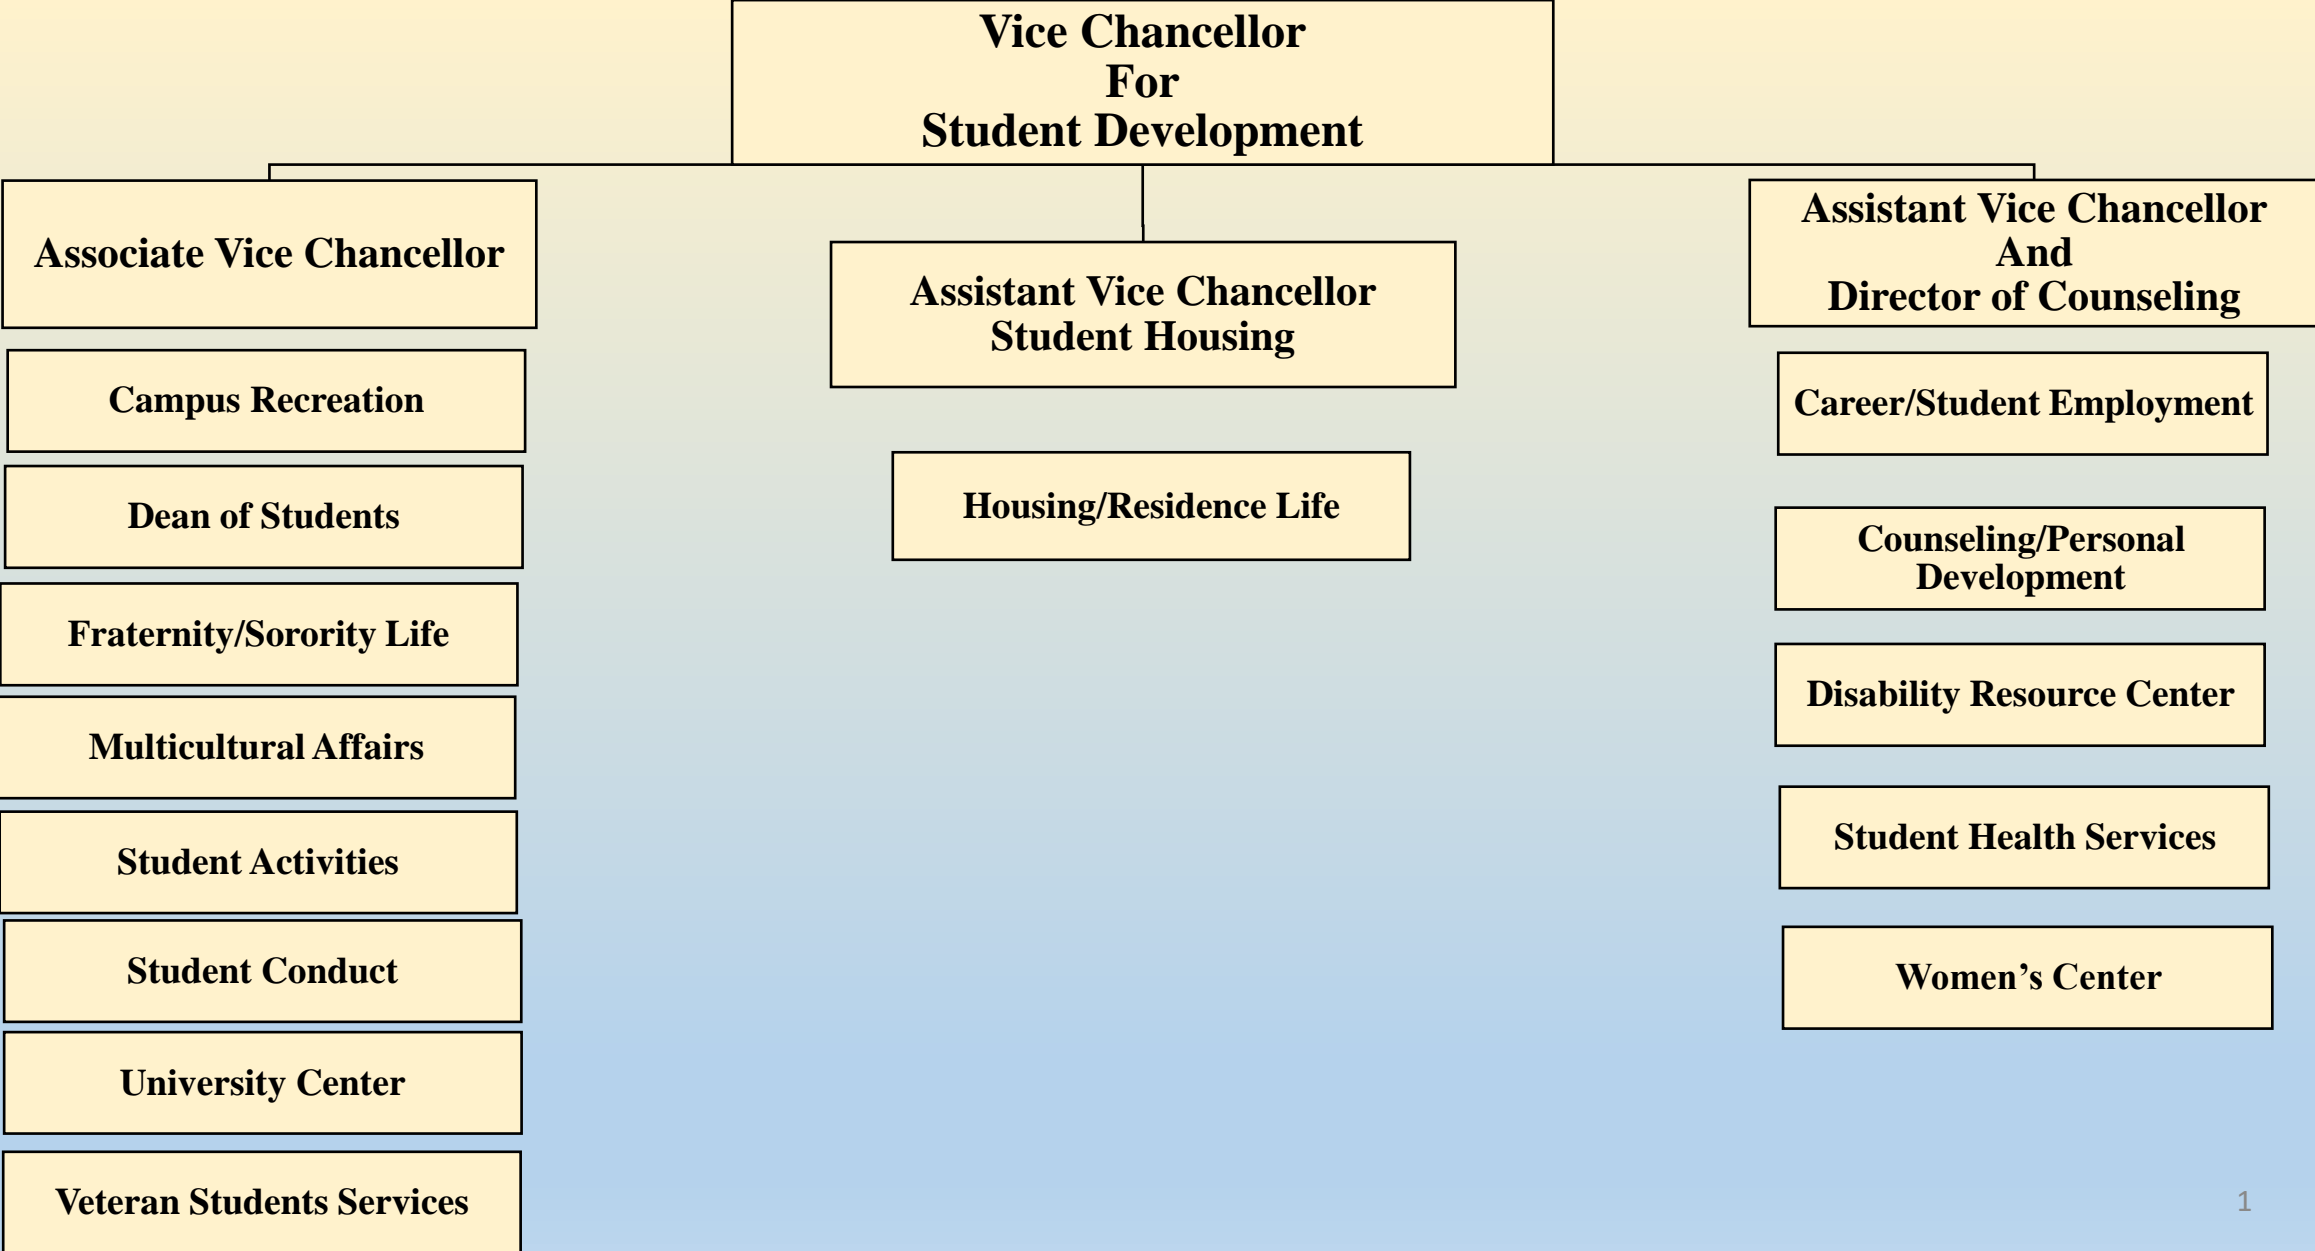 Vice Chancellor
For
Student Development
Associate Vice Chancellor
Campus Recreation
Dean of Students
Fraternity/Sorority Life
Multicultural Affairs
Student Activities
Student Conduct
University Center
Veteran Students Services
Assistant Vice Chancellor
Student Housing
Housing/Residence Life
Assistant Vice Chancellor
And
Director of Counseling
Career/Student Employment
Counseling/Personal
Development
Disability Resource Center
Student Health Services
Women’s Center
1